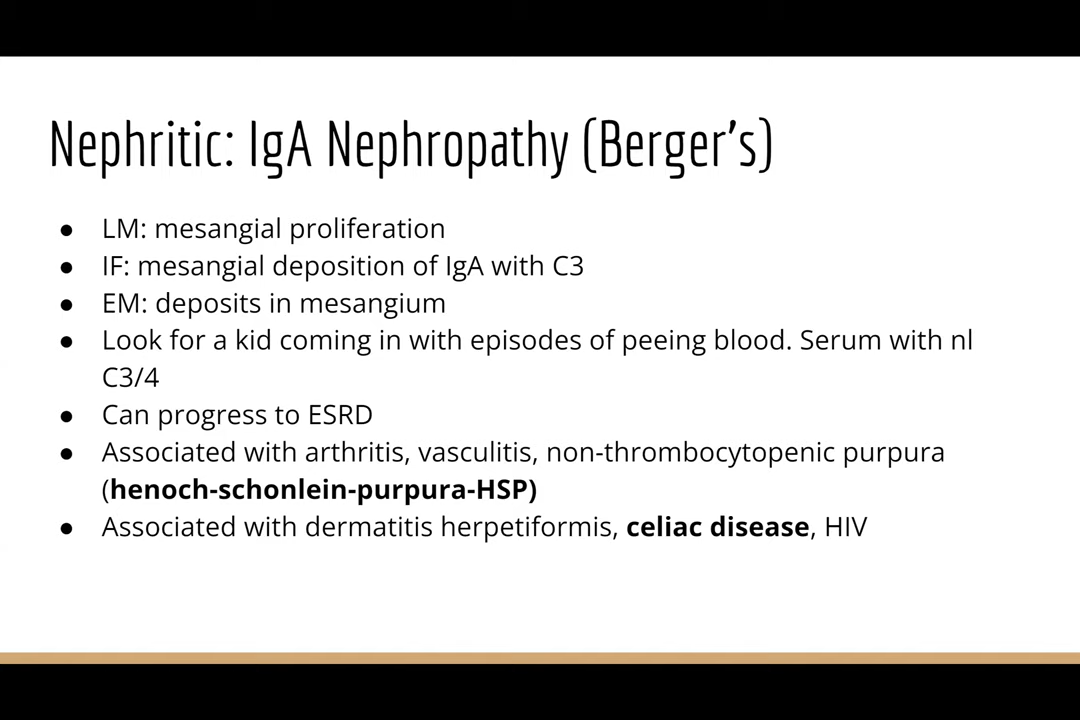 Nephritic: IgA Nephropathy (Berger's)
● LM: mesangial proliferation
● IF: mesangial deposition of IgA with C3
● EM: deposits in mesangium
● Look for a kid coming in with episodes of peeing blood. Serum with nl
C3/4
● Can progress to ESRD
● Associated with arthritis, vasculitis, non-thrombocytopenic purpura
(henoch-schonlein-purpura-HSP)
● Associated with dermatitis herpetiformis, celiac disease, HIV